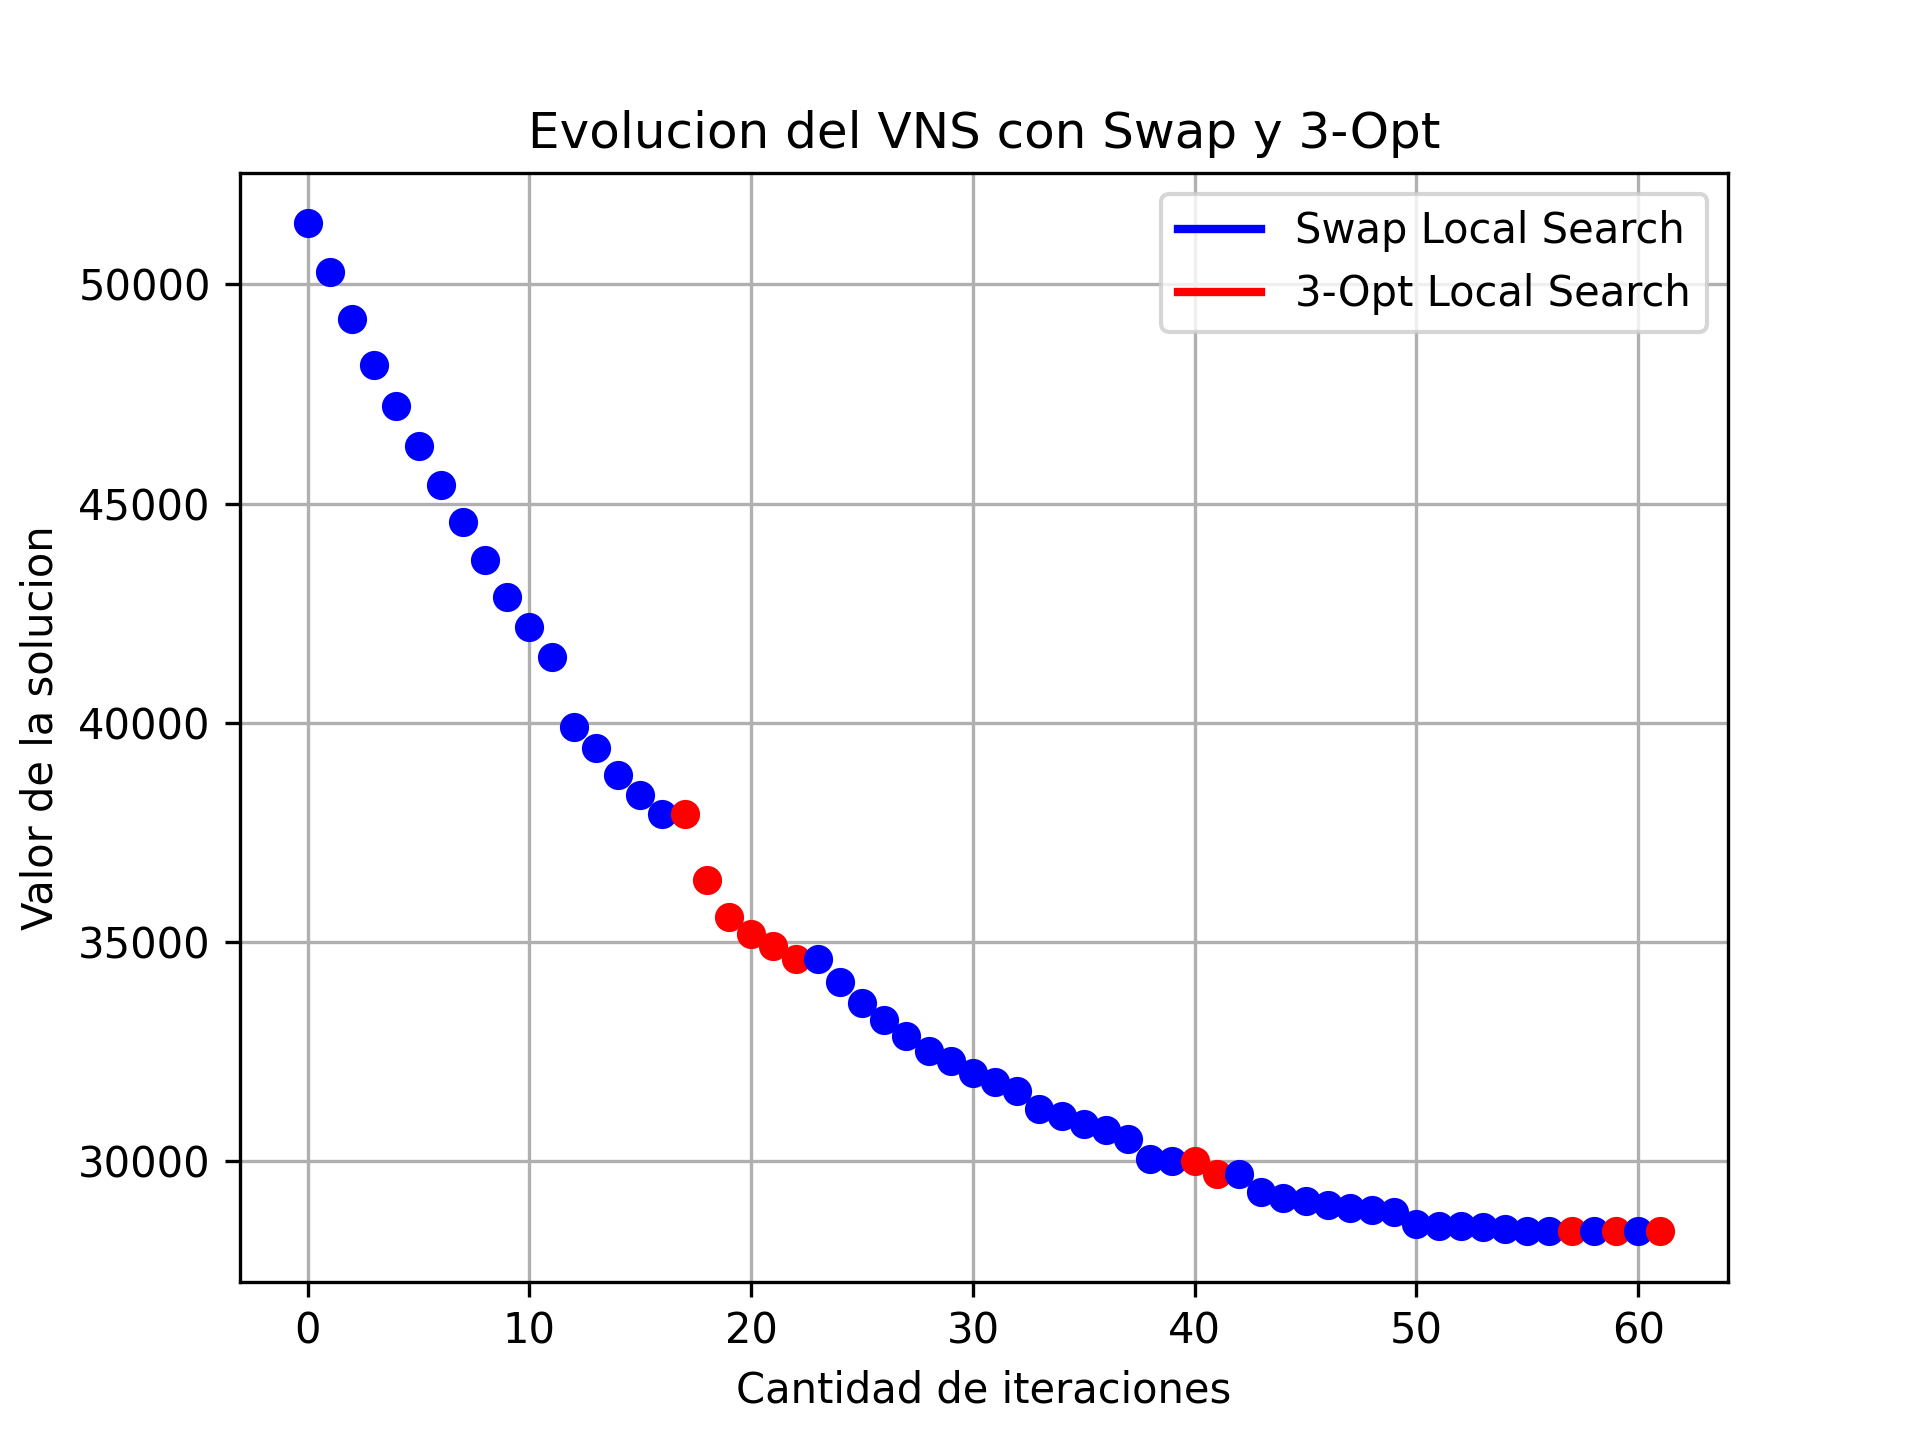 Evolucion del VNS con Swap y 3-Opt
Swap Local Search
3-Opt Local Search
Valor de la solucion
50000
45000
40000
35000
30000
0 10 20 30 40 50 60
Cantidad de iteraciones